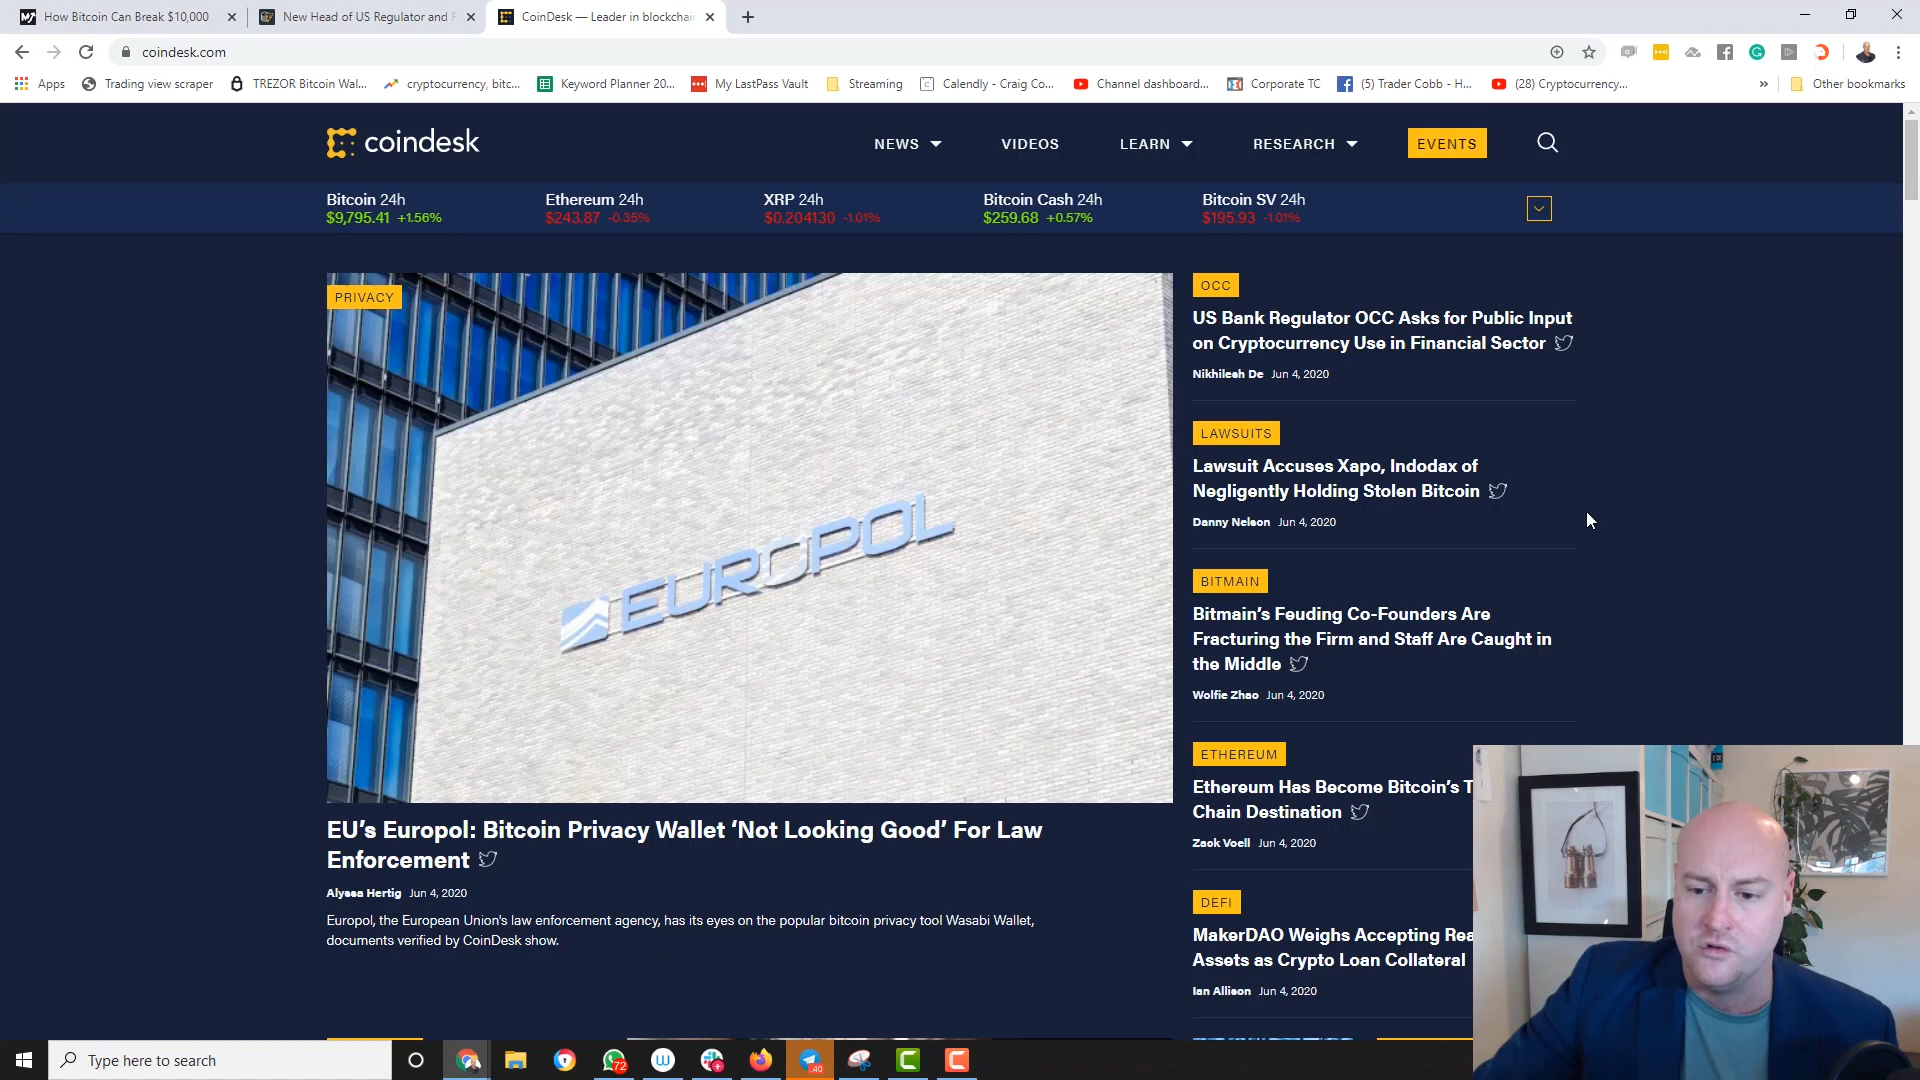 How Bitcoin Can Break $10,000
New Head of US Regulator and
CoinDesk — Leader in blockchai
coindesk.com
Apps
Trading view scraper
TREZOR Bitcoin Wal...
cryptocurrency, bitc...
Keyword Planner 20...
My LastPass Vault
Streaming
Calendly - Craig Co...
Channel dashboard...
Corporate TC
(5) Trader Cobb - H...
(28) Cryptocurrency...
»
Other bookmarks
coindesk
NEWS
VIDEOS
LEARN
RESEARCH
EVENTS
Bitcoin 24h
$9,795.41 +1.56%
Ethereum 24h
$243.87 -0.35%
XRP 24h
$0.204130 -1.01%
Bitcoin Cash 24h
$259.68 +0.57%
Bitcoin SV 24h
$195.93 -1.01%
PRIVACY
EUROPOL
EU’s Europol: Bitcoin Privacy Wallet ‘Not Looking Good’ For Law
Enforcement
Alyssa Hertig Jun 4, 2020
Europol, the European Union's law enforcement agency, has its eyes on the popular bitcoin privacy tool Wasabi Wallet,
documents verified by CoinDesk show.
OCC
US Bank Regulator OCC Asks for Public Input
on Cryptocurrency Use in Financial Sector
Nikhilesh De Jun 4, 2020
LAWSUITS
Lawsuit Accuses Xapo, Indodax of
Negligently Holding Stolen Bitcoin
Danny Nelson Jun 4, 2020
BITMAIN
Bitmain’s Feuding Co-Founders Are
Fracturing the Firm and Staff Are Caught in
the Middle
Wolfie Zhao Jun 4, 2020
ETHEREUM
Ethereum Has Become Bitcoin’s T
Chain Destination
Zack Voell Jun 4, 2020
DEFI
MakerDAO Weighs Accepting Rea
Assets as Crypto Loan Collateral
Ian Allison Jun 4, 2020
Type here to search
72
40